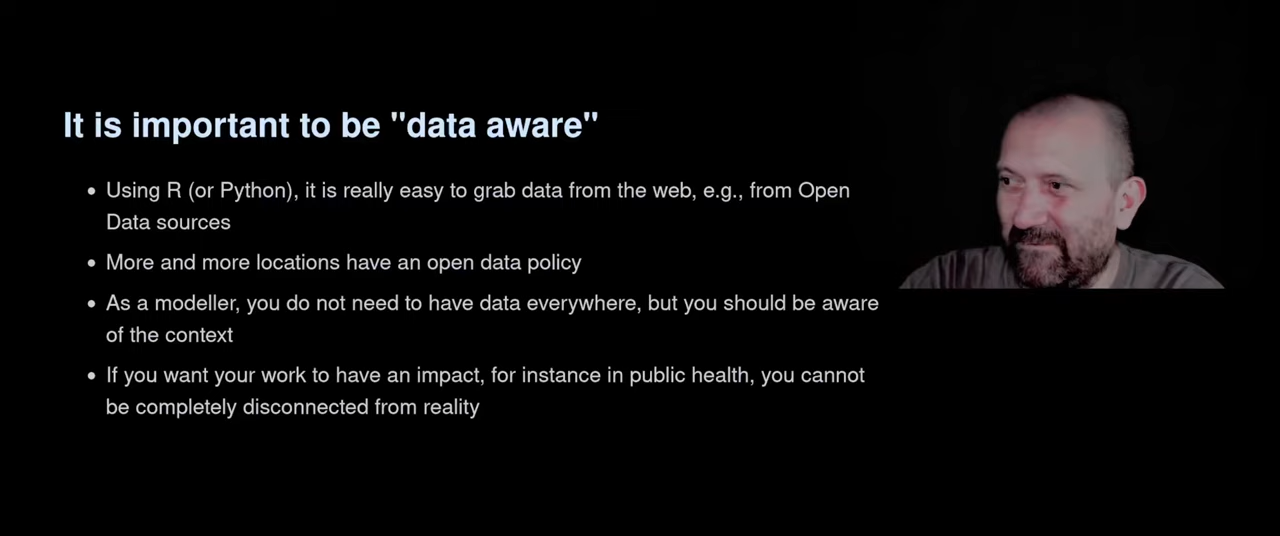 It is important to be "data aware"
• Using R (or Python), it is really easy to grab data from the web, e.g., from Open
Data sources
• More and more locations have an open data policy
• As a modeller, you do not need to have data everywhere, but you should be aware
of the context
• If you want your work to have an impact, for instance in public health, you cannot
be completely disconnected from reality